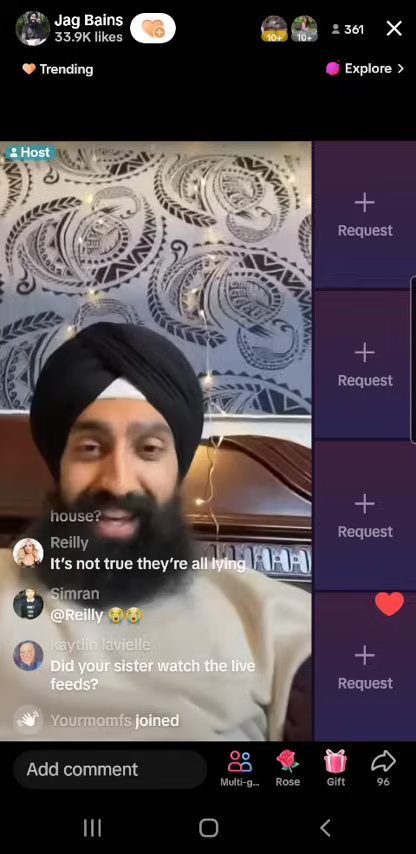 Jag Bains
33.9K likes
10+
10+
361
Trending
Explore
Host
Request
Request
Request
Request
house?
Reilly
It's not true they're all lying
Simran
@Reilly 😭😭
kaytlin lavielle
Did your sister watch the live
feeds?
Yourmomfs joined
Add comment
Multi-g...
Rose
Gift
96